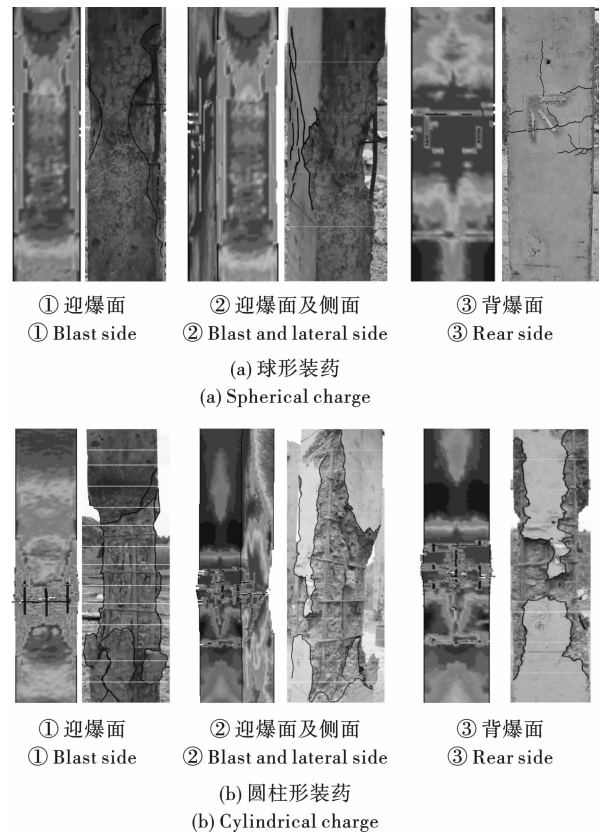 ① 迎爆面 ② 迎爆面及侧面 ③ 背爆面
① Blast side ② Blast and lateral side ③ Rear side
(a) 球形装药
(a) Spherical charge
① 迎爆面 ② 迎爆面及侧面 ③ 背爆面
① Blast side ② Blast and lateral side ③ Rear side
(b) 圆柱形装药
(b) Cylindrical charge